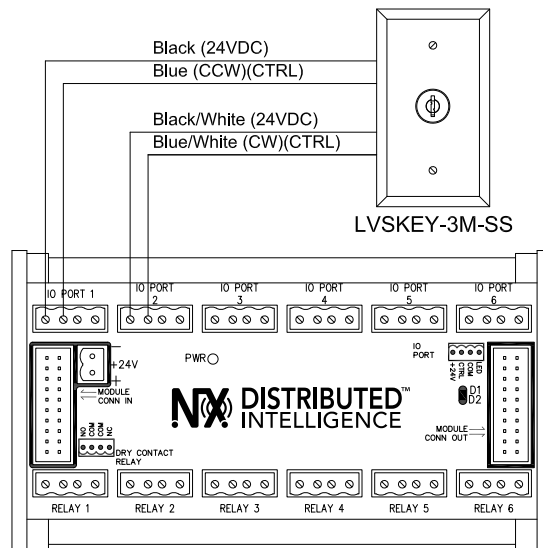 Black (24VDC)
Blue (CCW)(CTRL)
Black/White (24VDC)
Blue/White (CW)(CTRL)
LVSKEY-3M-SS
IO PORT 1
IO PORT 2
IO PORT 3
IO PORT 4
IO PORT 5
IO PORT 6
+24V
−
+
MODULE
CONN IN
PWR
NX DISTRIBUTED™
INTELLIGENCE
IO
PORT
+24V
CTRL
COM
LED
D1
D2
MODULE
CONN OUT
NO
COM
COM
NC
DRY CONTACT
RELAY
RELAY 1
RELAY 2
RELAY 3
RELAY 4
RELAY 5
RELAY 6